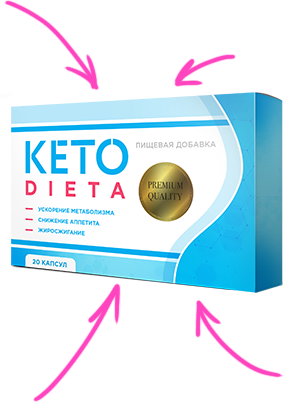 KETO
ПИЩЕВАЯ ДОБАВКА
DIETA
PREMIUM
QUALITY
УСКОРЕНИЕ МЕТАБОЛИЗМА
СНИЖЕНИЕ АППЕТИТА
ЖИРОСЖИГАНИЕ
20 КАПСУЛ